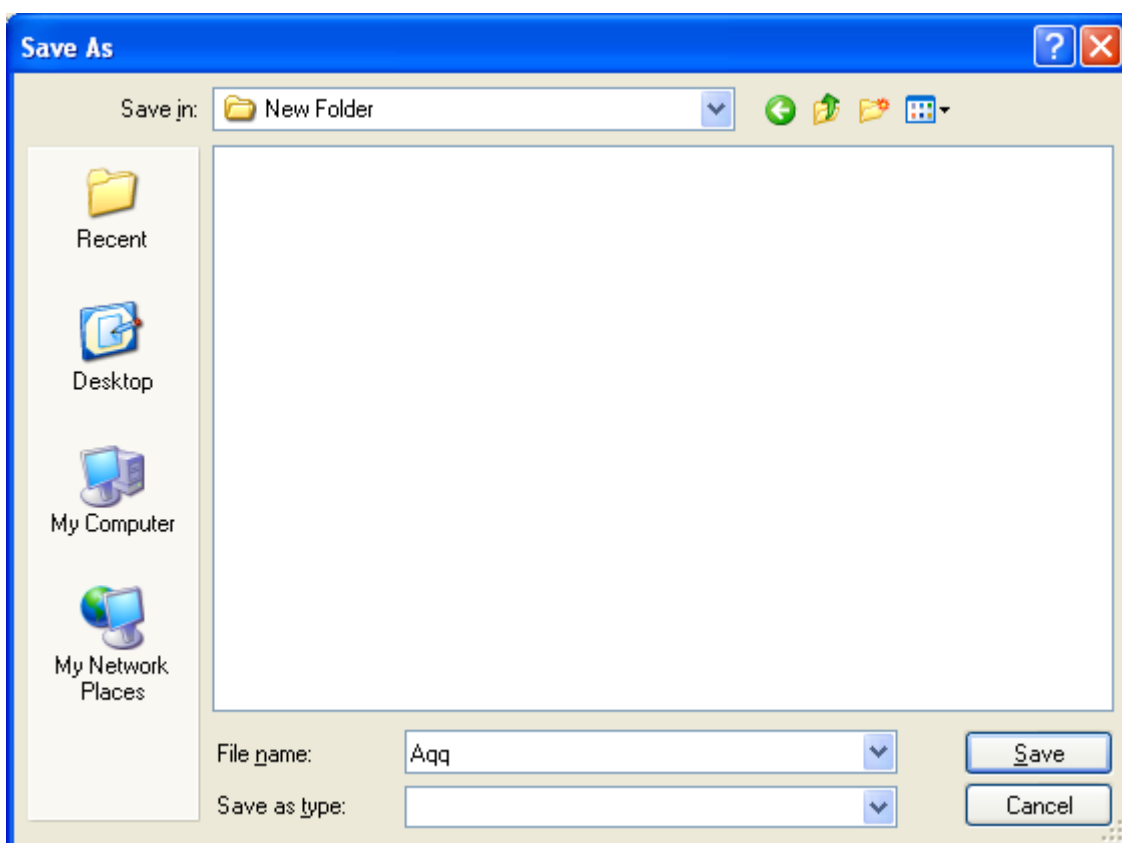 Save As
Save in: New Folder
Recent
Desktop
My Computer
My Network
Places
File name: Aqq Save
Save as type: Cancel